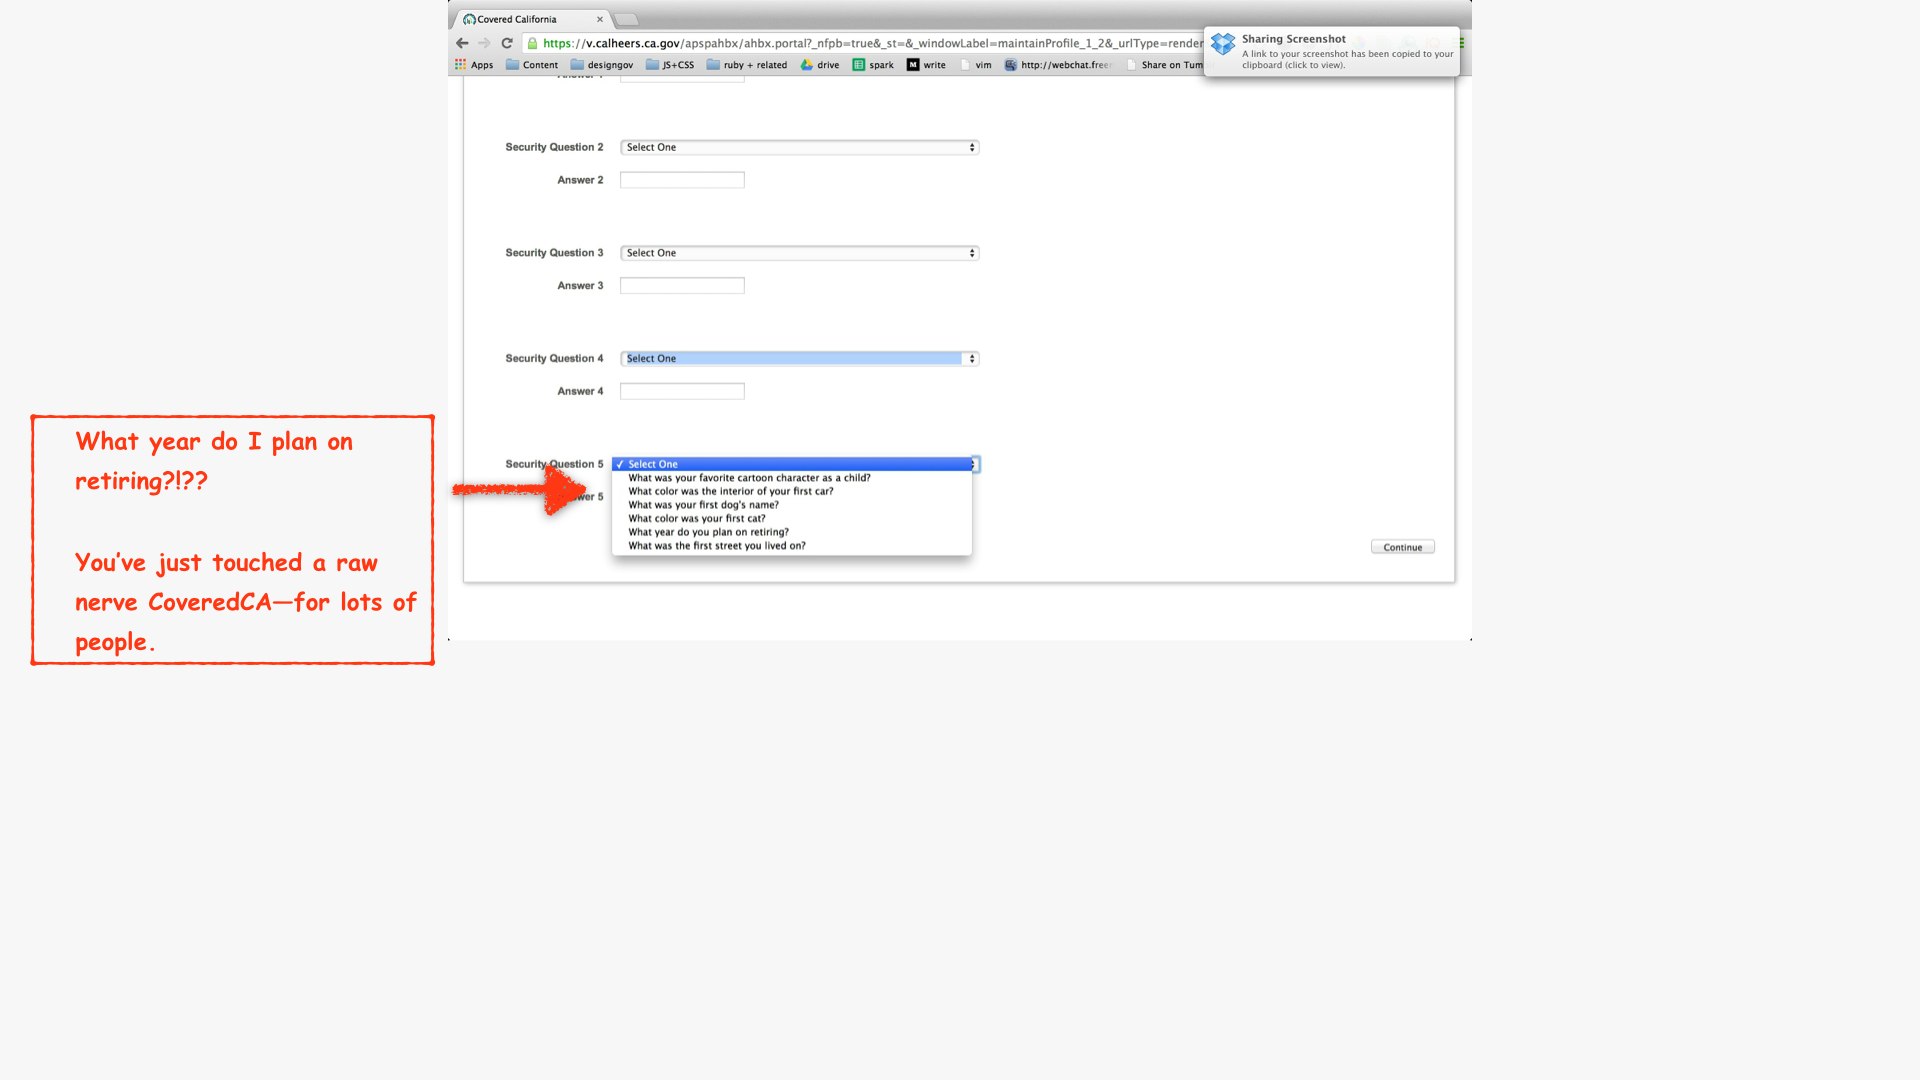 Covered California
https://v.calheers.ca.gov/apspahbx/ahbx.portal?_nfpb=true&_st=&_windowLabel=maintainProfile_1_2&_urlType=render
Sharing Screenshot
A link to your screenshot has been copied to your
clipboard (click to view).
Apps Content designgov JS+CSS ruby + related drive spark write vim http://webchat.free Share on Tum
Security Question 2 Select One
Answer 2
Security Question 3 Select One
Answer 3
Security Question 4 Select One
Answer 4
What year do I plan on
retiring?!??
You've just touched a raw
nerve CoveredCA—for lots of
people.
Security Question 5 ✓ Select One
What was your favorite cartoon character as a child?
What color was the interior of your first car?
wer 5
What was your first dog's name?
What color was your first cat?
What year do you plan on retiring?
What was the first street you lived on?
Continue